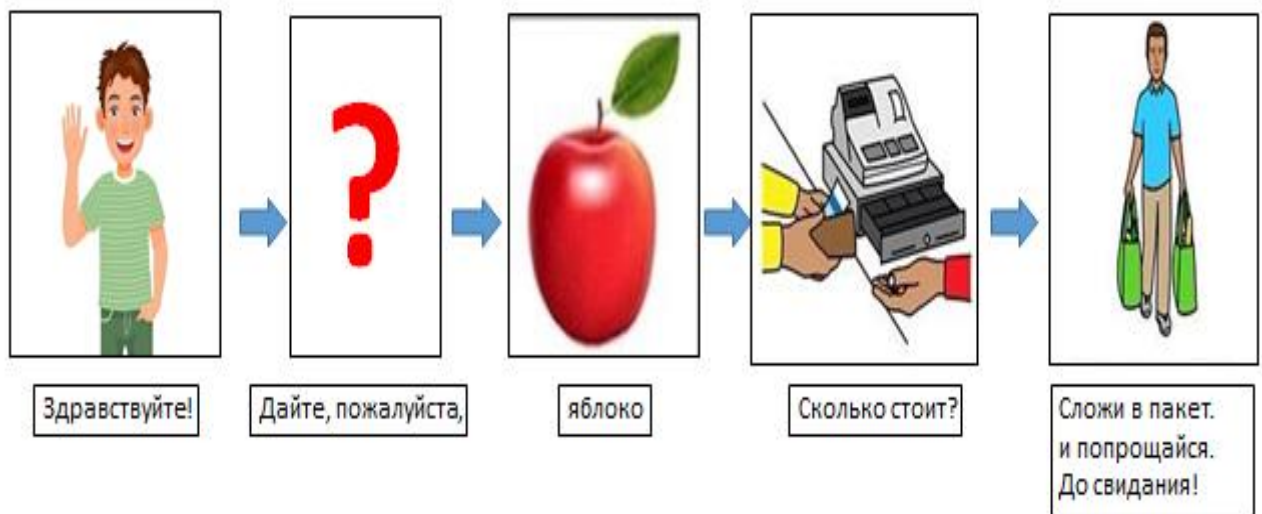 ?
Здравствуйте!
Дайте, пожалуйста,
яблоко
Сколько стоит?
Сложи в пакет.
и попрощайся.
До свидания!